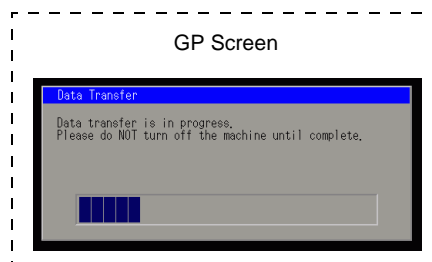 GP Screen
Data Transfer
Data transfer is in progress.
Please do NOT turn off the machine until complete.